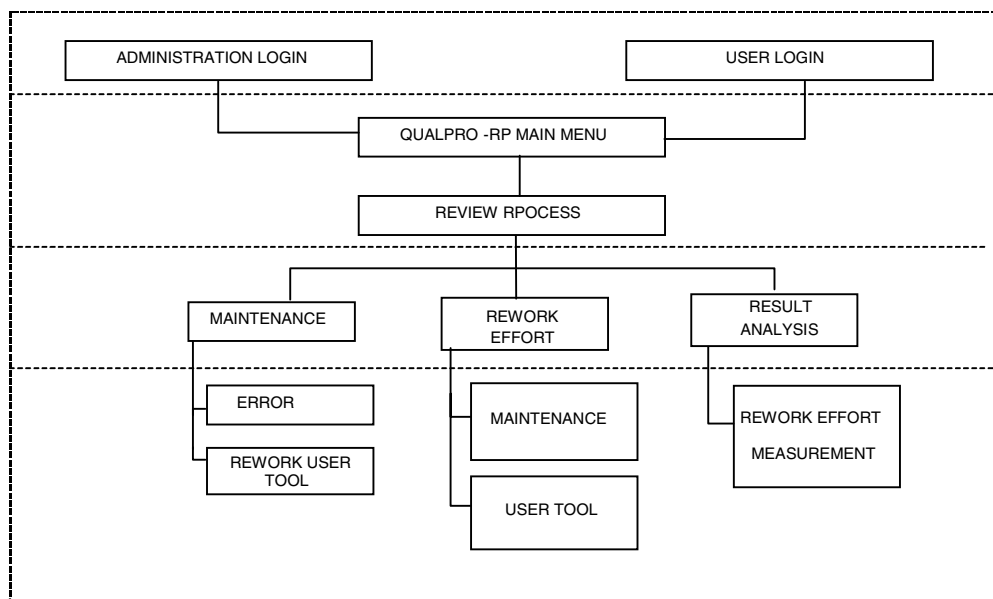 ADMINISTRATION LOGIN
USER LOGIN
QUALPRO -RP MAIN MENU
REVIEW RPOCESS
MAINTENANCE
REWORK
EFFORT
RESULT
ANALYSIS
ERROR
REWORK USER
TOOL
MAINTENANCE
USER TOOL
REWORK EFFORT
MEASUREMENT